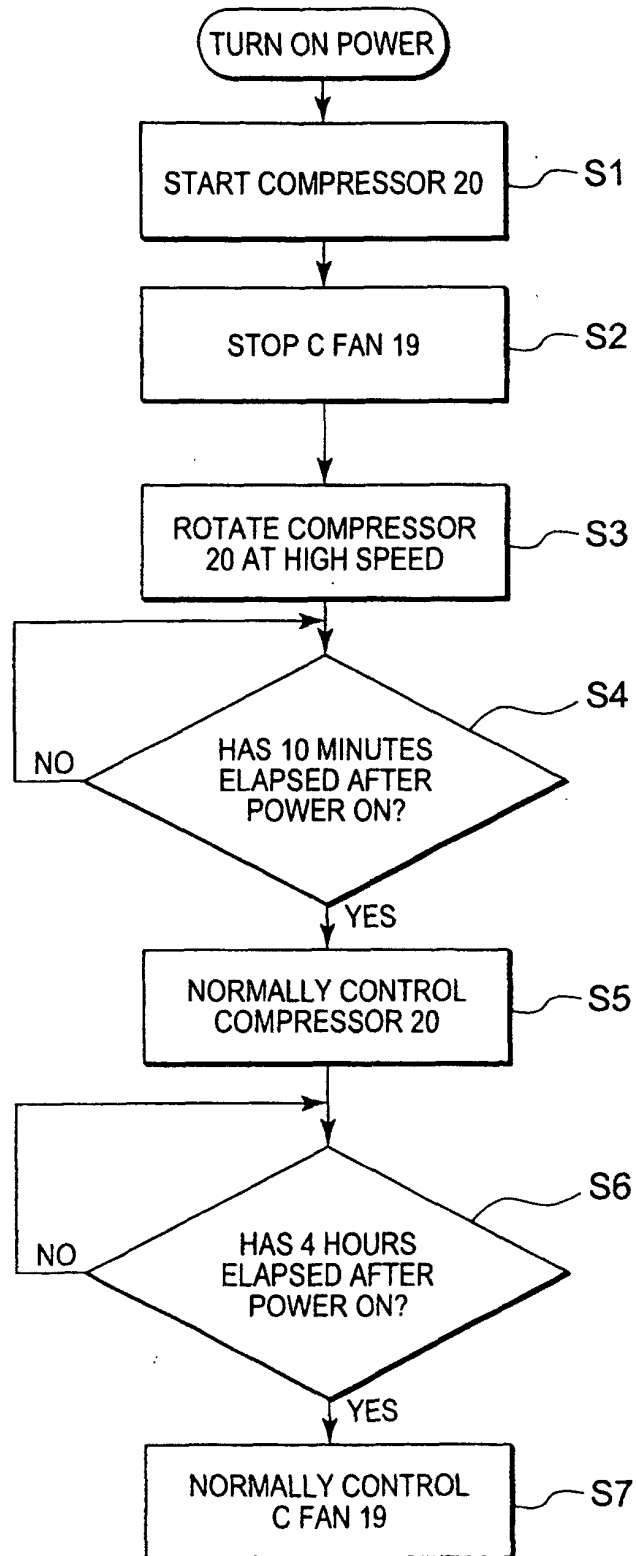 TURN ON POWER
START COMPRESSOR 20
S1
STOP C FAN 19
S2
ROTATE COMPRESSOR
20 AT HIGH SPEED
S3
S4
HAS 10 MINUTES
ELAPSED AFTER
POWER ON?
NO
YES
NORMALLY CONTROL
COMPRESSOR 20
S5
S6
HAS 4 HOURS
ELAPSED AFTER
POWER ON?
NO
YES
NORMALLY CONTROL
C FAN 19
S7